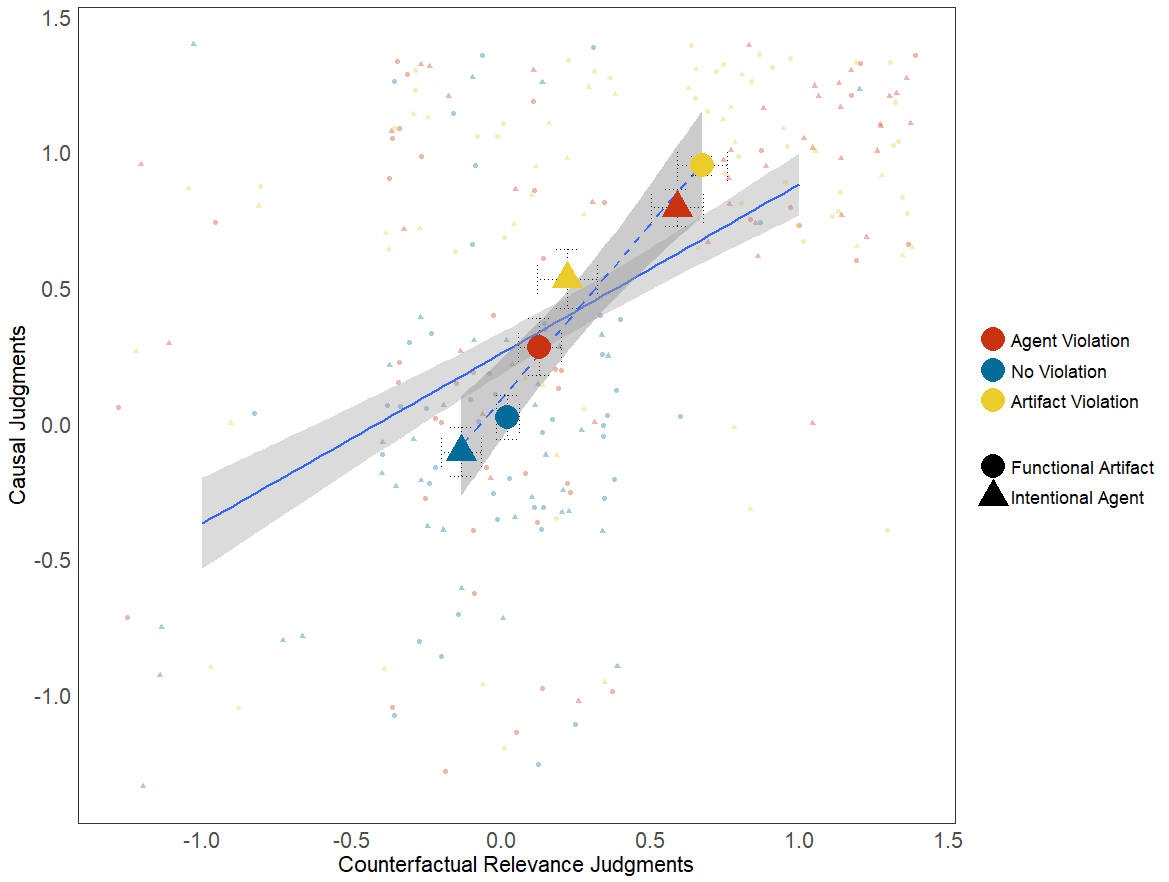 1.5
1.0
0.5
0.0
-0.5
-1.0
Causal Judgments
-1.0 -0.5 0.0 0.5 1.0 1.5
Counterfactual Relevance Judgments
Agent Violation
No Violation
Artifact Violation
Functional Artifact
Intentional Agent